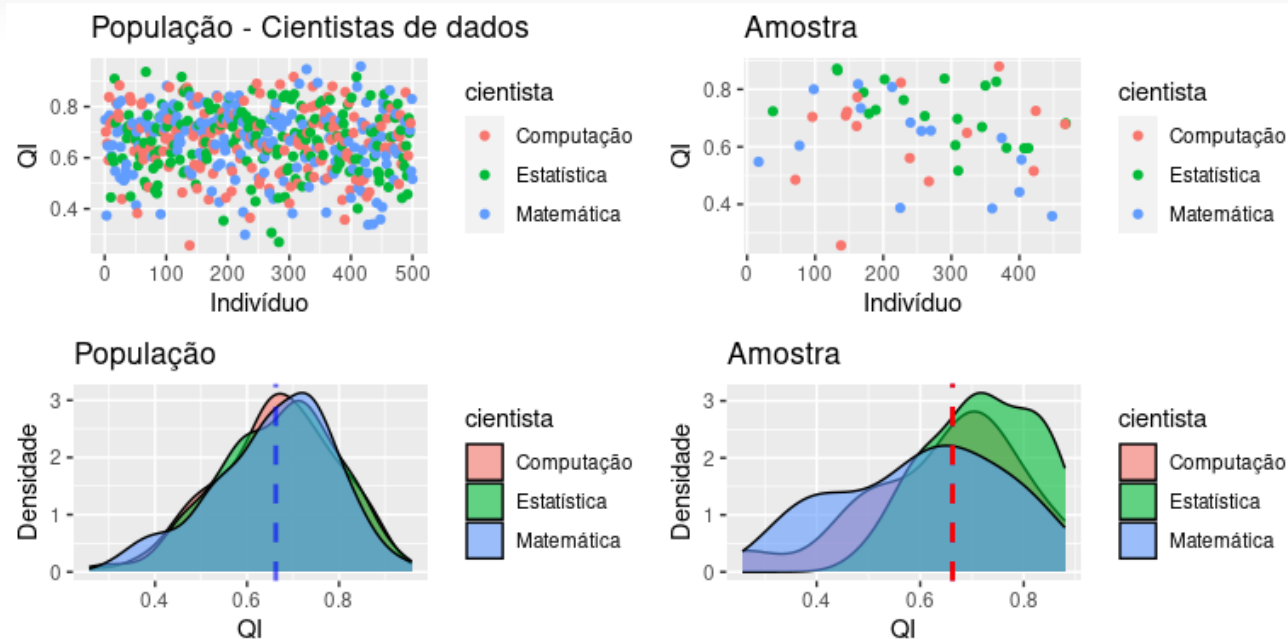 População - Cientistas de dados
0.8
0.6
0.4
QI
0 100 200 300 400 500
Indivíduo
cientista
Computação
Estatística
Matemática
Amostra
0.8
0.6
0.4
QI
0 100 200 300 400
Indivíduo
cientista
Computação
Estatística
Matemática
População
3
2
1
0
Densidade
0.4 0.6 0.8
QI
cientista
Computação
Estatística
Matemática
Amostra
3
2
1
0
Densidade
0.4 0.6 0.8
QI
cientista
Computação
Estatística
Matemática